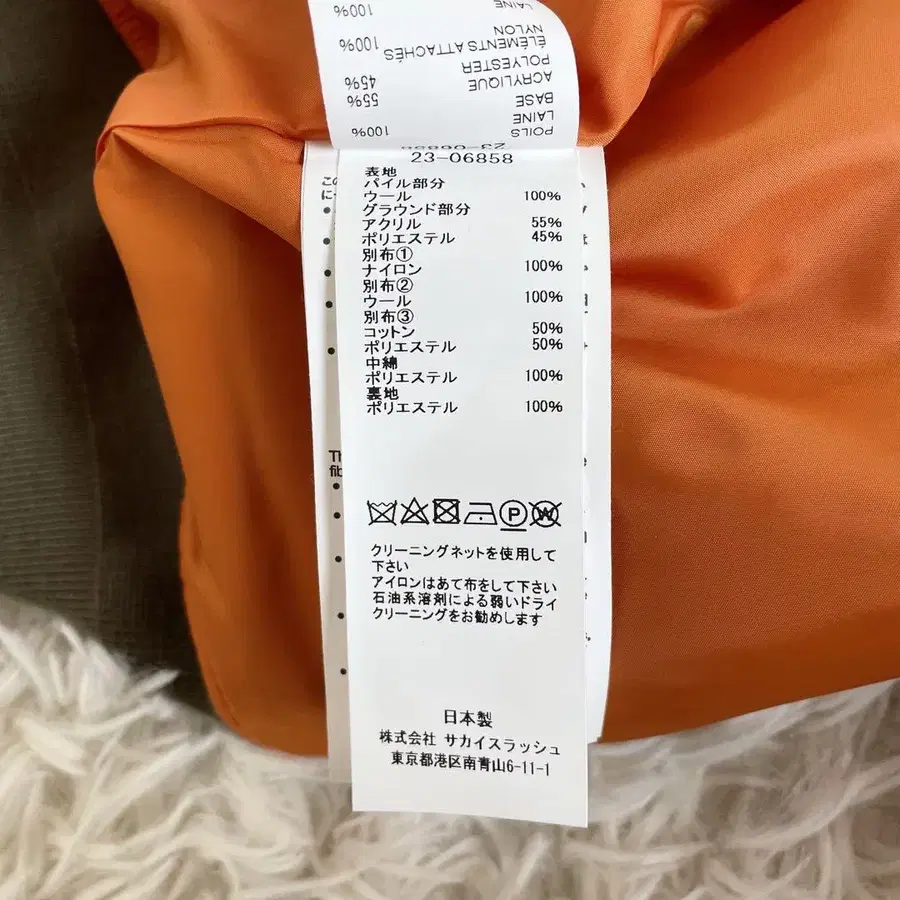 LAINE
100%
NYLON
ÉLÉMENTS ATTACHÉS
100%
POLYESTER
45%
ACRYLIQUE
55%
BASE
LAINE
100%
POILS
23-06858
23-06858
表地
パイル部分
ウール 100%
グラウンド部分
アクリル 55%
ポリエステル 45%
別布①
ナイロン 100%
別布②
ウール 100%
別布③
コットン 50%
ポリエステル 50%
中綿
ポリエステル 100%
裏地
ポリエステル 100%
P W
クリーニングネットを使用して
下さい
アイロンはあて布をして下さい
石油系溶剤による弱いドライ
クリーニングをお勧めします
日本製
株式会社 サカイスラッシュ
東京都港区南青山6-11-1